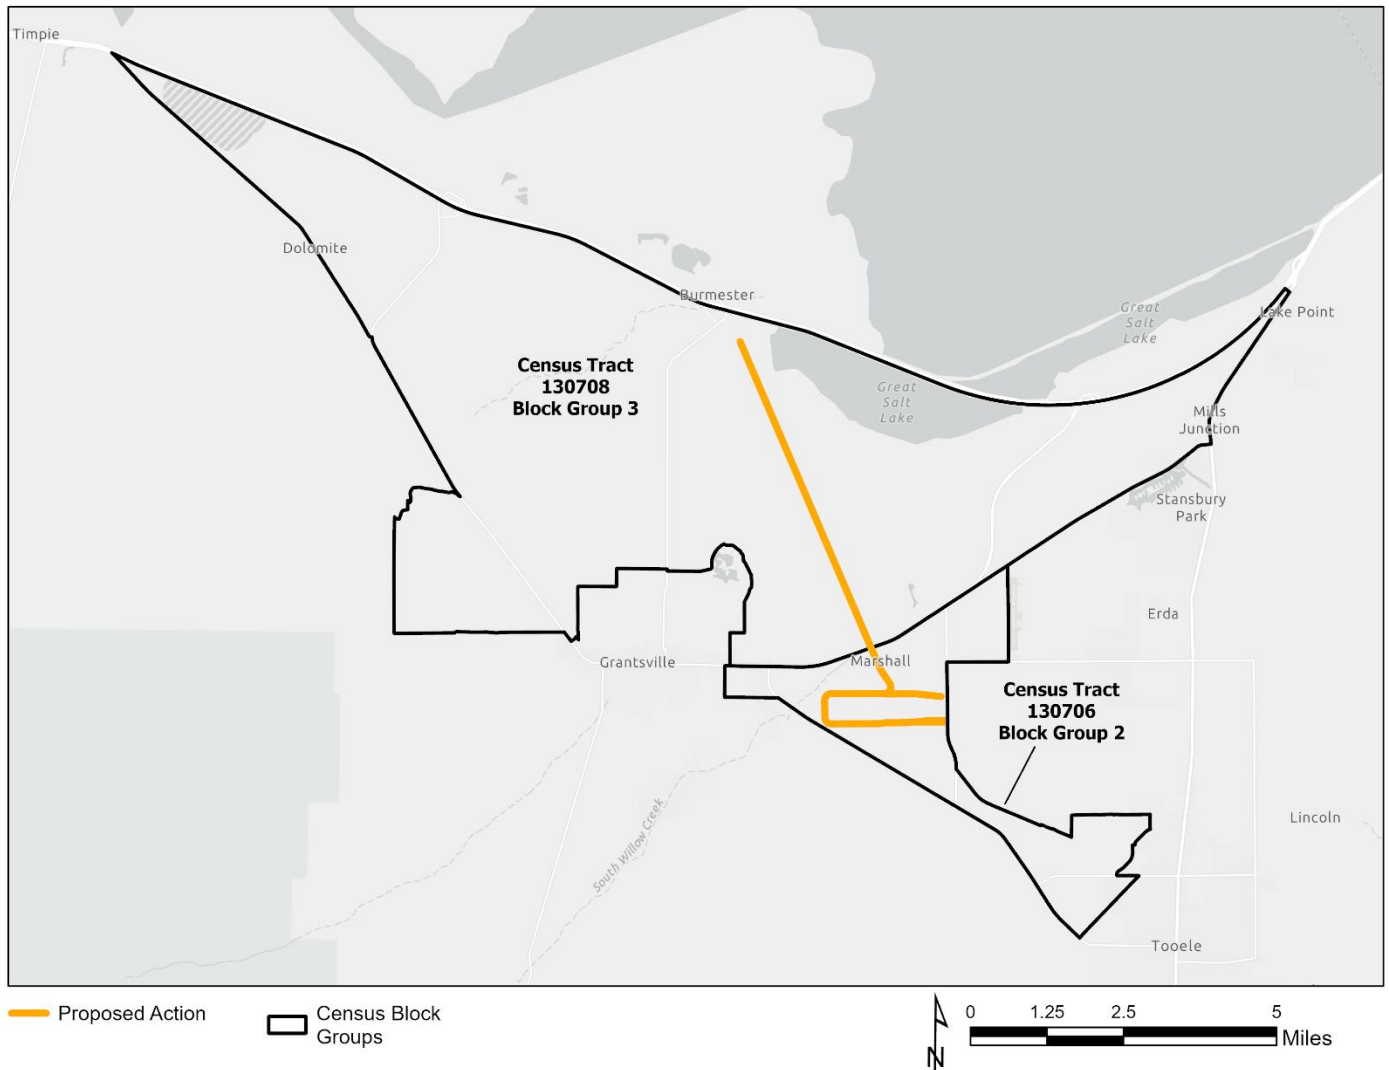 Timpie
Dolomite
Burmester
Great
Salt
Lake
Lake Point
Census Tract
130708
Block Group 3
Great
Salt
Lake
Mills
Junction
Stansbury
Park
Erda
Grantsville
Marshall
Census Tract
130706
Block Group 2
Lincoln
South Willow Creek
Tooele
Proposed Action
Census Block
Groups
N
0 1.25 2.5 5
Miles